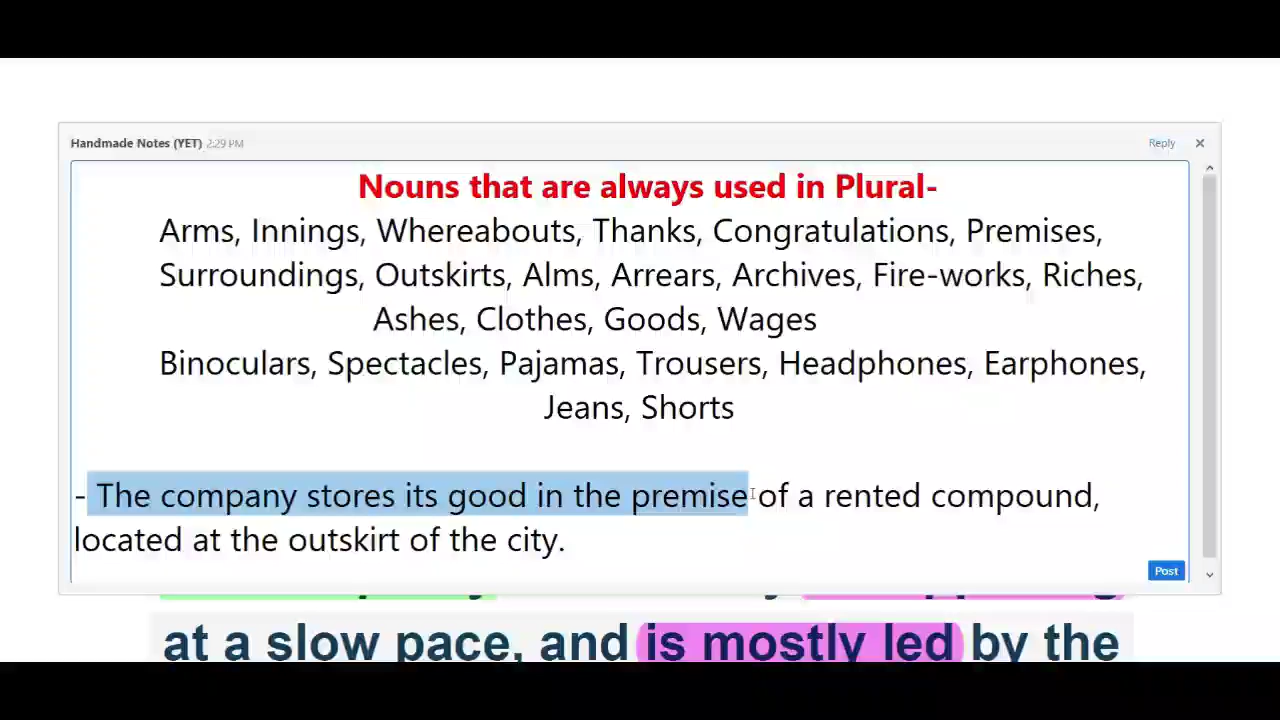 Handmade Notes (YET) 2:29 PM Reply
Nouns that are always used in Plural-
Arms, Innings, Whereabouts, Thanks, Congratulations, Premises,
Surroundings, Outskirts, Alms, Arrears, Archives, Fire-works, Riches,
Ashes, Clothes, Goods, Wages
Binoculars, Spectacles, Pajamas, Trousers, Headphones, Earphones,
Jeans, Shorts
- The company stores its good in the premise of a rented compound,
located at the outskirt of the city.
Post
at a slow pace, and is mostly led by the